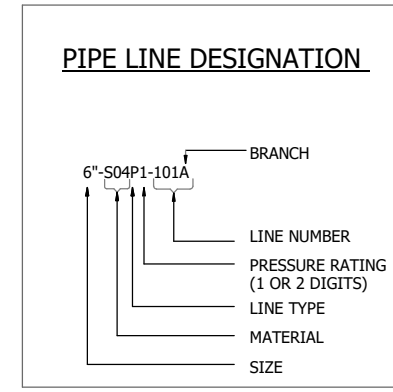 PIPE LINE DESIGNATION
BRANCH
6"-S04P1-101A
LINE NUMBER
PRESSURE RATING
(1 OR 2 DIGITS)
LINE TYPE
MATERIAL
SIZE